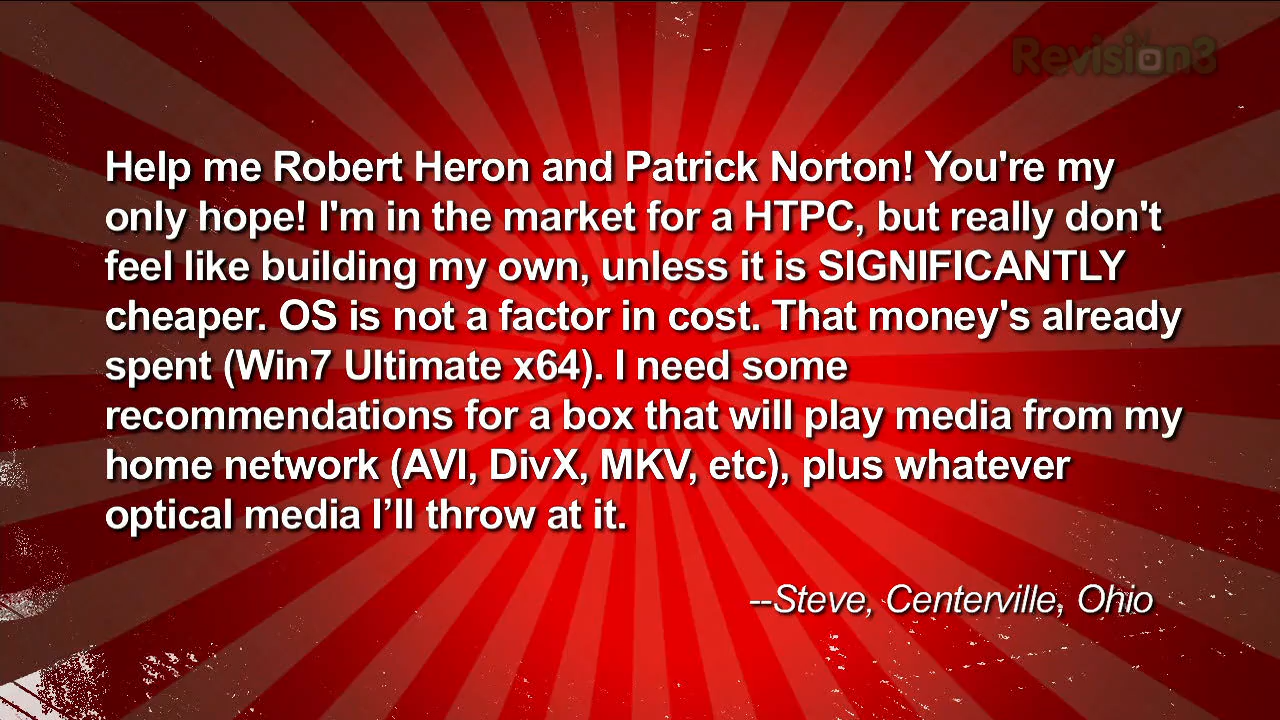 Revision3
Help me Robert Heron and Patrick Norton! You're my
only hope! I'm in the market for a HTPC, but really don't
feel like building my own, unless it is SIGNIFICANTLY
cheaper. OS is not a factor in cost. That money's already
spent (Win7 Ultimate x64). I need some
recommendations for a box that will play media from my
home network (AVI, DivX, MKV, etc), plus whatever
optical media I’ll throw at it.
--Steve, Centerville, Ohio